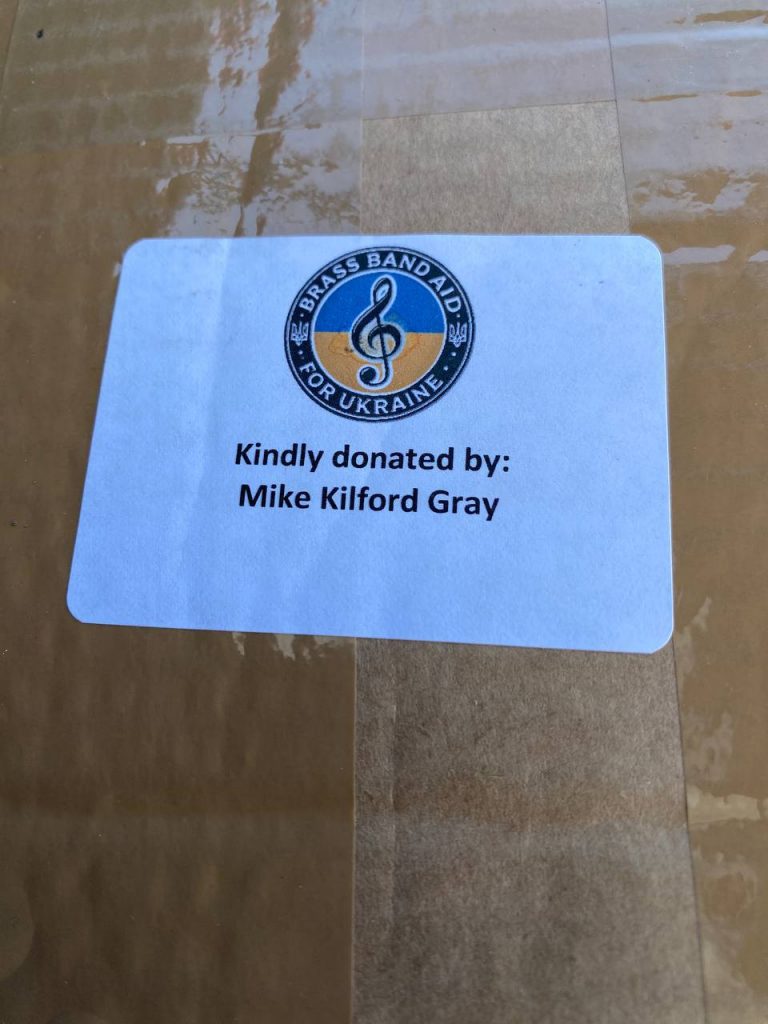 BRASS BAND AID
FOR UKRAINE
Kindly donated by:
Mike Kilford Gray